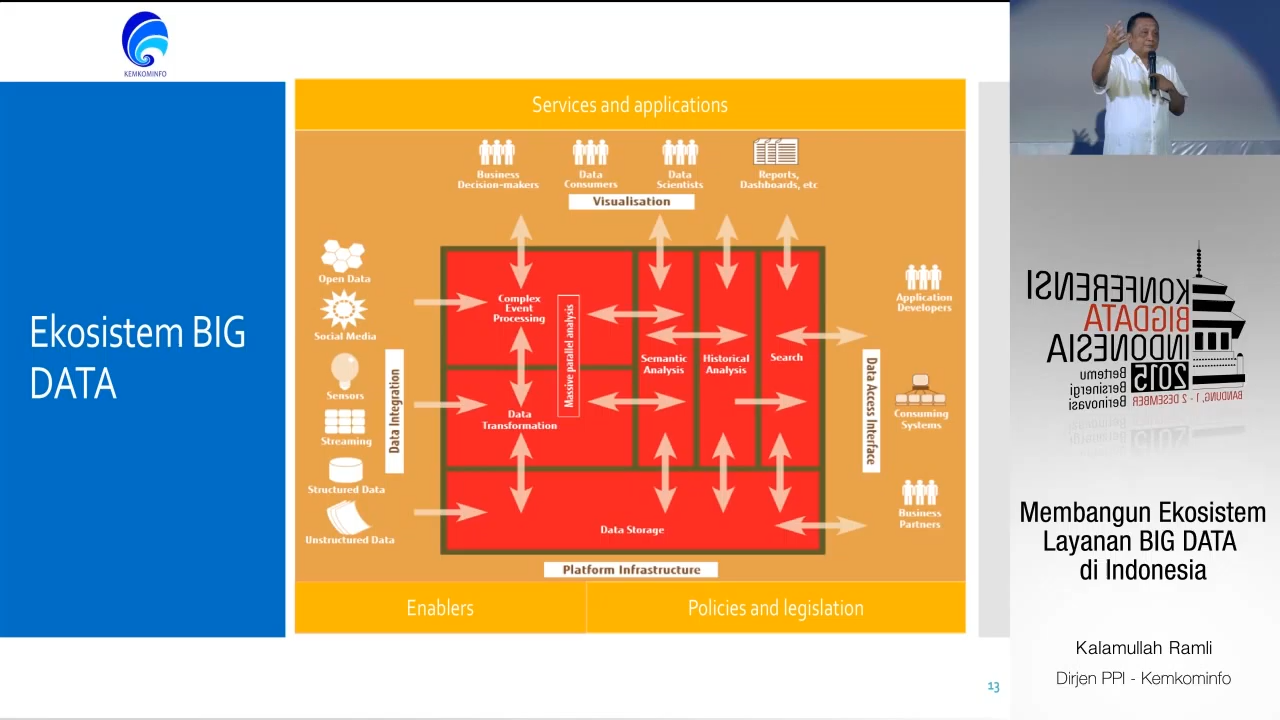 KEMKOMINFO
Ekosistem BIG
DATA
Services and applications
Business
Decision-makers
Data
Consumers
Data
Scientists
Reports,
Dashboards, etc
Visualisation
Open Data
Social Media
Sensors
Streaming
Structured Data
Unstructured Data
Data Integration
Complex
Event
Processing
Massive parallel analysis
Data
Transformation
Semantic
Analysis
Historical
Analysis
Search
Data Storage
Data Access Interface
Application
Developers
Consuming
Systems
Business
Partners
Platform Infrastructure
Enablers
Policies and legislation
13
KONFERENSI
BIGDATA
INDONESIA
2015
Bertemu
Bersinergi
Berinovasi
BANDUNG, 1 - 2 DESEMBER
Membangun Ekosistem
Layanan BIG DATA
di Indonesia
Kalamullah Ramli
Dirjen PPI - Kemkominfo